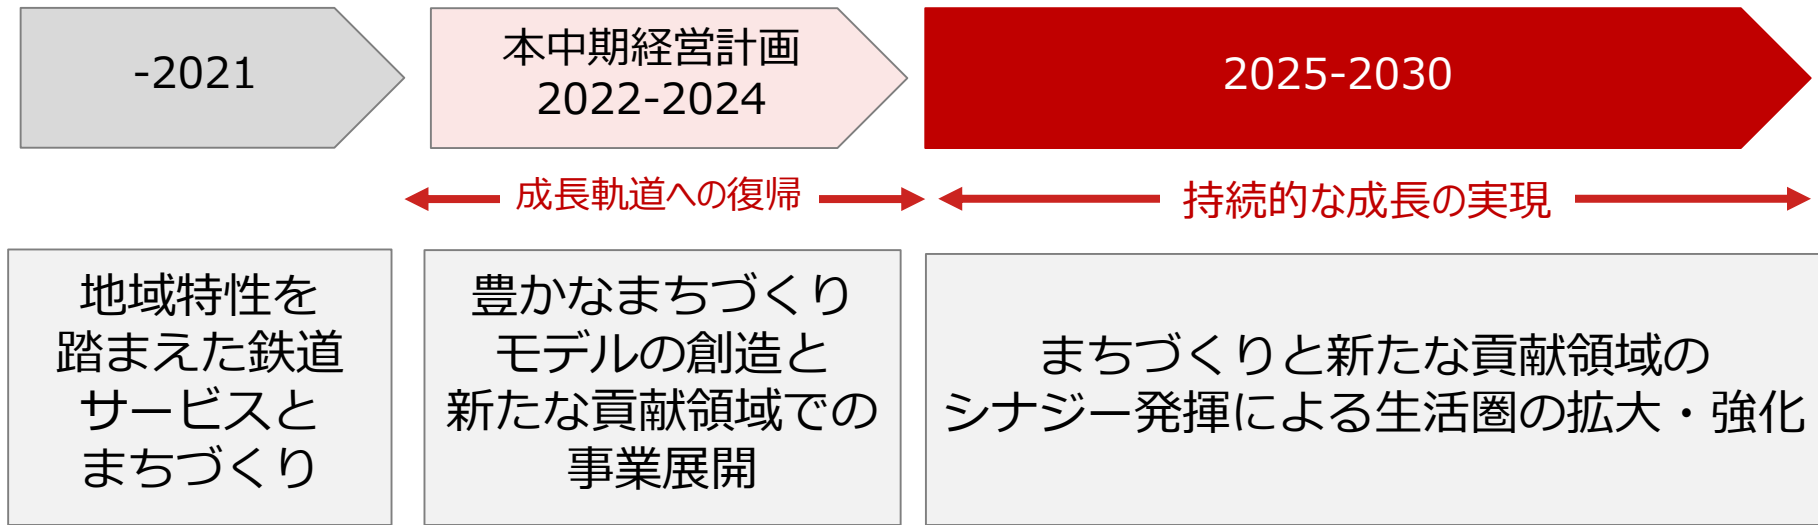 -2021
本中期経営計画
2022-2024
2025-2030
成長軌道への復帰
持続的な成長の実現
地域特性を
踏まえた鉄道
サービスと
まちづくり
豊かなまちづくり
モデルの創造と
新たな貢献領域での
事業展開
まちづくりと新たな貢献領域の
シナジー発揮による生活圏の拡大・強化